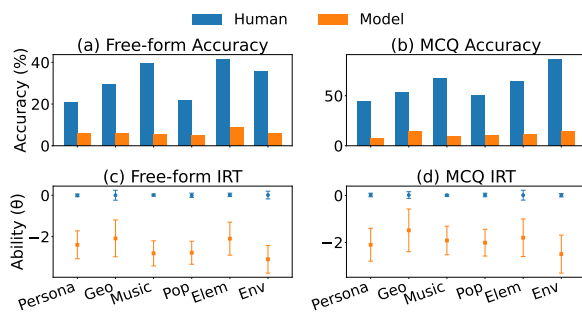 Human Model
(a) Free-form Accuracy
(b) MCQ Accuracy
Accuracy (%)
40
20
0
50
0
(c) Free-form IRT
(d) MCQ IRT
Ability (θ)
0
−2
0
−2
Persona Geo Music Pop Elem Env
Persona Geo Music Pop Elem Env